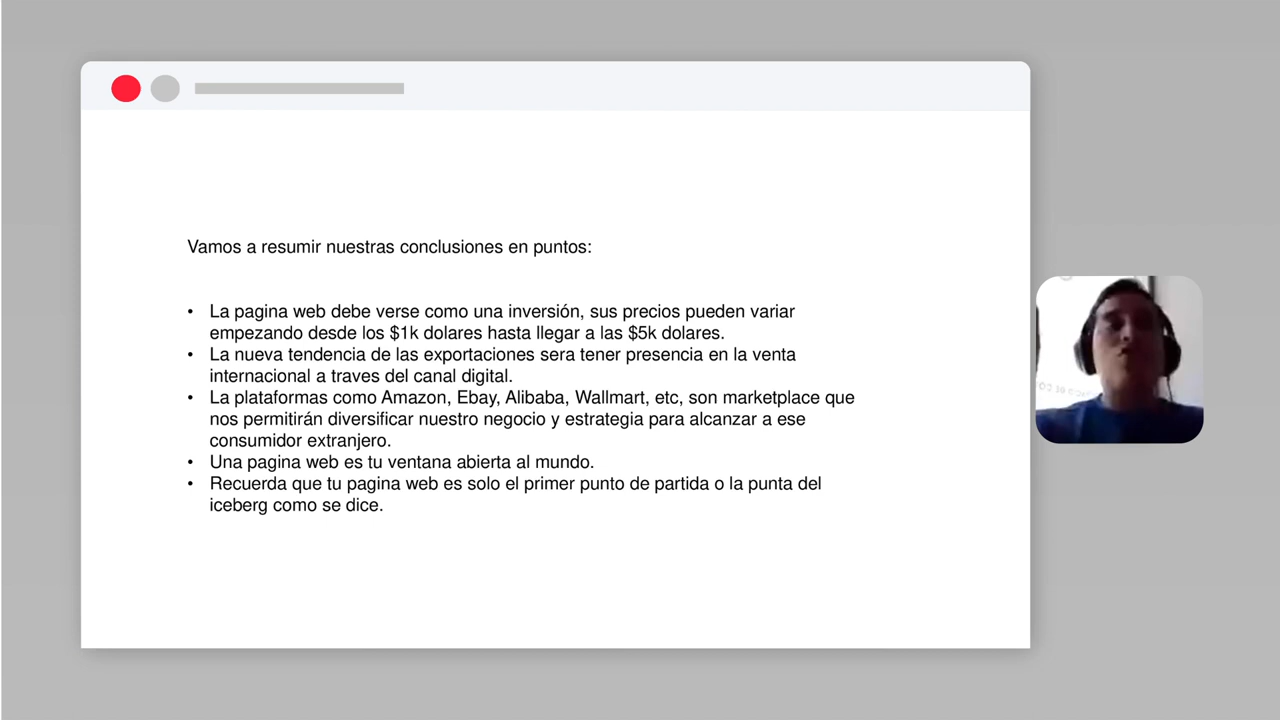 Vamos a resumir nuestras conclusiones en puntos:
• La pagina web debe verse como una inversión, sus precios pueden variar
empezando desde los $1k dolares hasta llegar a las $5k dolares.
• La nueva tendencia de las exportaciones sera tener presencia en la venta
internacional a traves del canal digital.
• La plataformas como Amazon, Ebay, Alibaba, Wallmart, etc, son marketplace que
nos permitirán diversificar nuestro negocio y estrategia para alcanzar a ese
consumidor extranjero.
• Una pagina web es tu ventana abierta al mundo.
• Recuerda que tu pagina web es solo el primer punto de partida o la punta del
iceberg como se dice.